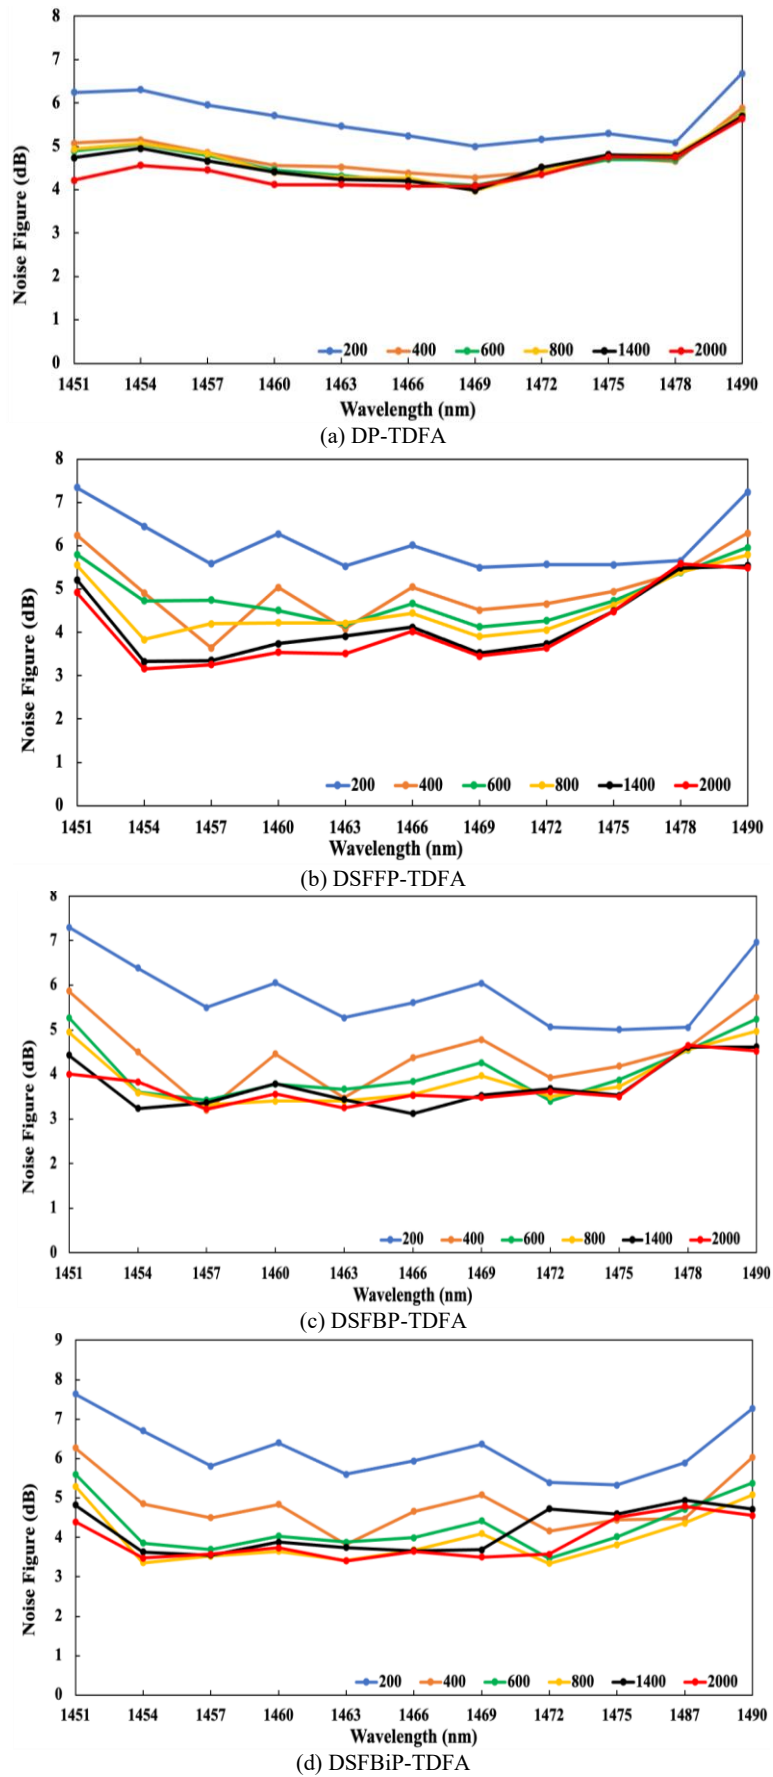 8
7
6
5
4
3
2
1
0
Noise Figure (dB)
200 400 600 800 1400 2000
1451 1454 1457 1460 1463 1466 1469 1472 1475 1478 1490
Wavelength (nm)
(a) DP-TDFA
8
7
6
5
4
3
2
1
0
Noise Figure (dB)
200 400 600 800 1400 2000
1451 1454 1457 1460 1463 1466 1469 1472 1475 1478 1490
Wavelength (nm)
(b) DSFFP-TDFA
8
7
6
5
4
3
2
1
0
Noise Figure (dB)
200 400 600 800 1400 2000
1451 1454 1457 1460 1463 1466 1469 1472 1475 1478 1490
Wavelength (nm)
(c) DSFBP-TDFA
9
8
7
6
5
4
3
2
1
0
Noise Figure (dB)
200 400 600 800 1400 2000
1451 1454 1457 1460 1463 1466 1469 1472 1475 1487 1490
Wavelength (nm)
(d) DSFBiP-TDFA